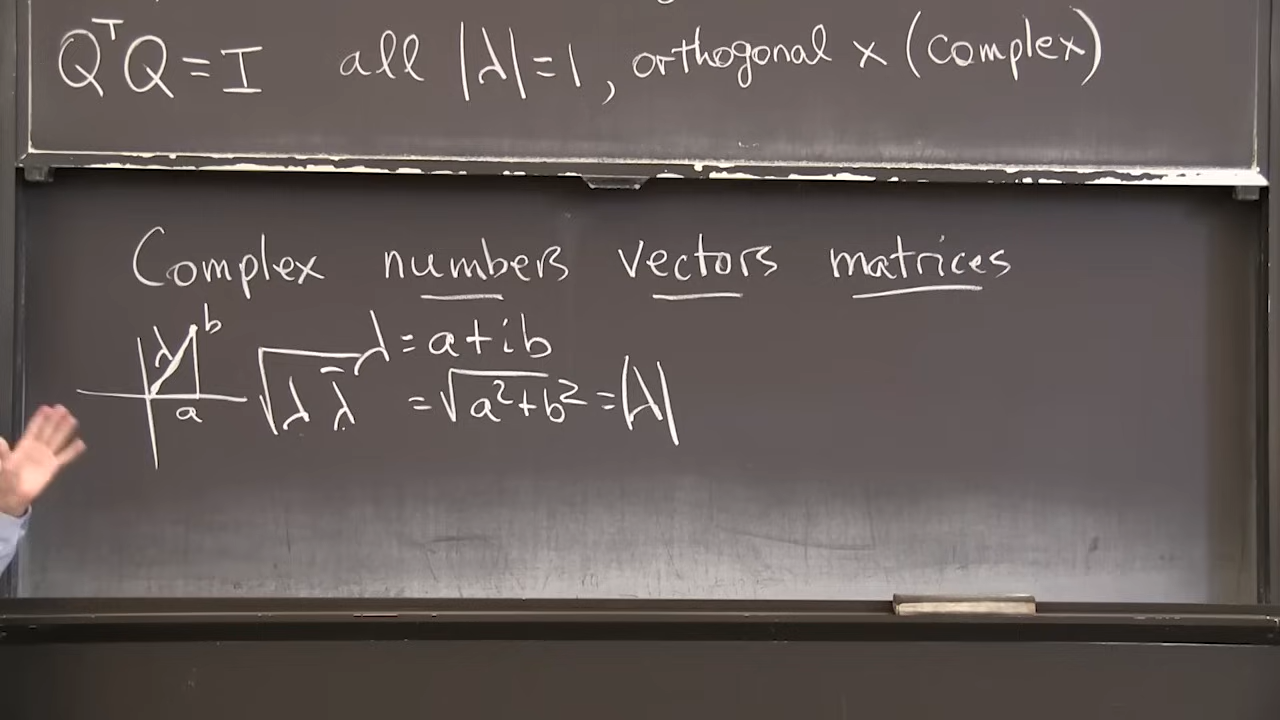 QᵀQ = I all |λ| = 1, orthogonal x (complex)
Complex numbers vectors matrices
λ b λ = a + ib
a √λλ̄ = √a²+b² = |λ|